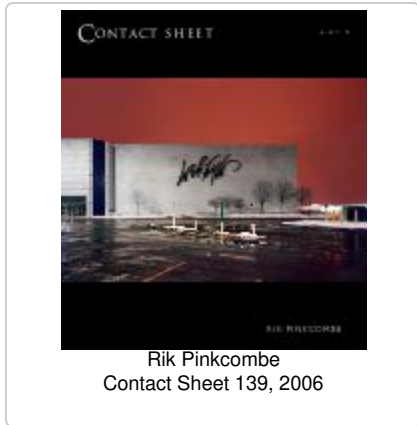 CONTACT SHEET
RIK PINKCOMBE
Rik Pinkcombe
Contact Sheet 139, 2006